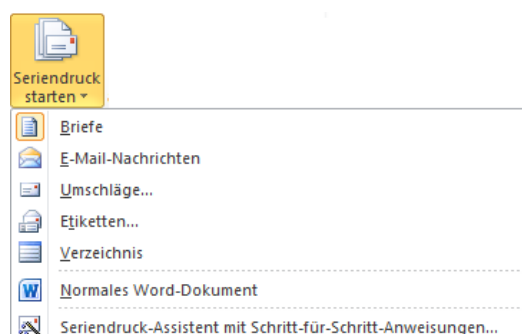 Seriendruck
starten
Briefe
E-Mail-Nachrichten
Umschläge...
Etiketten...
Verzeichnis
Normales Word-Dokument
Seriendruck-Assistent mit Schritt-für-Schritt-Anweisungen...